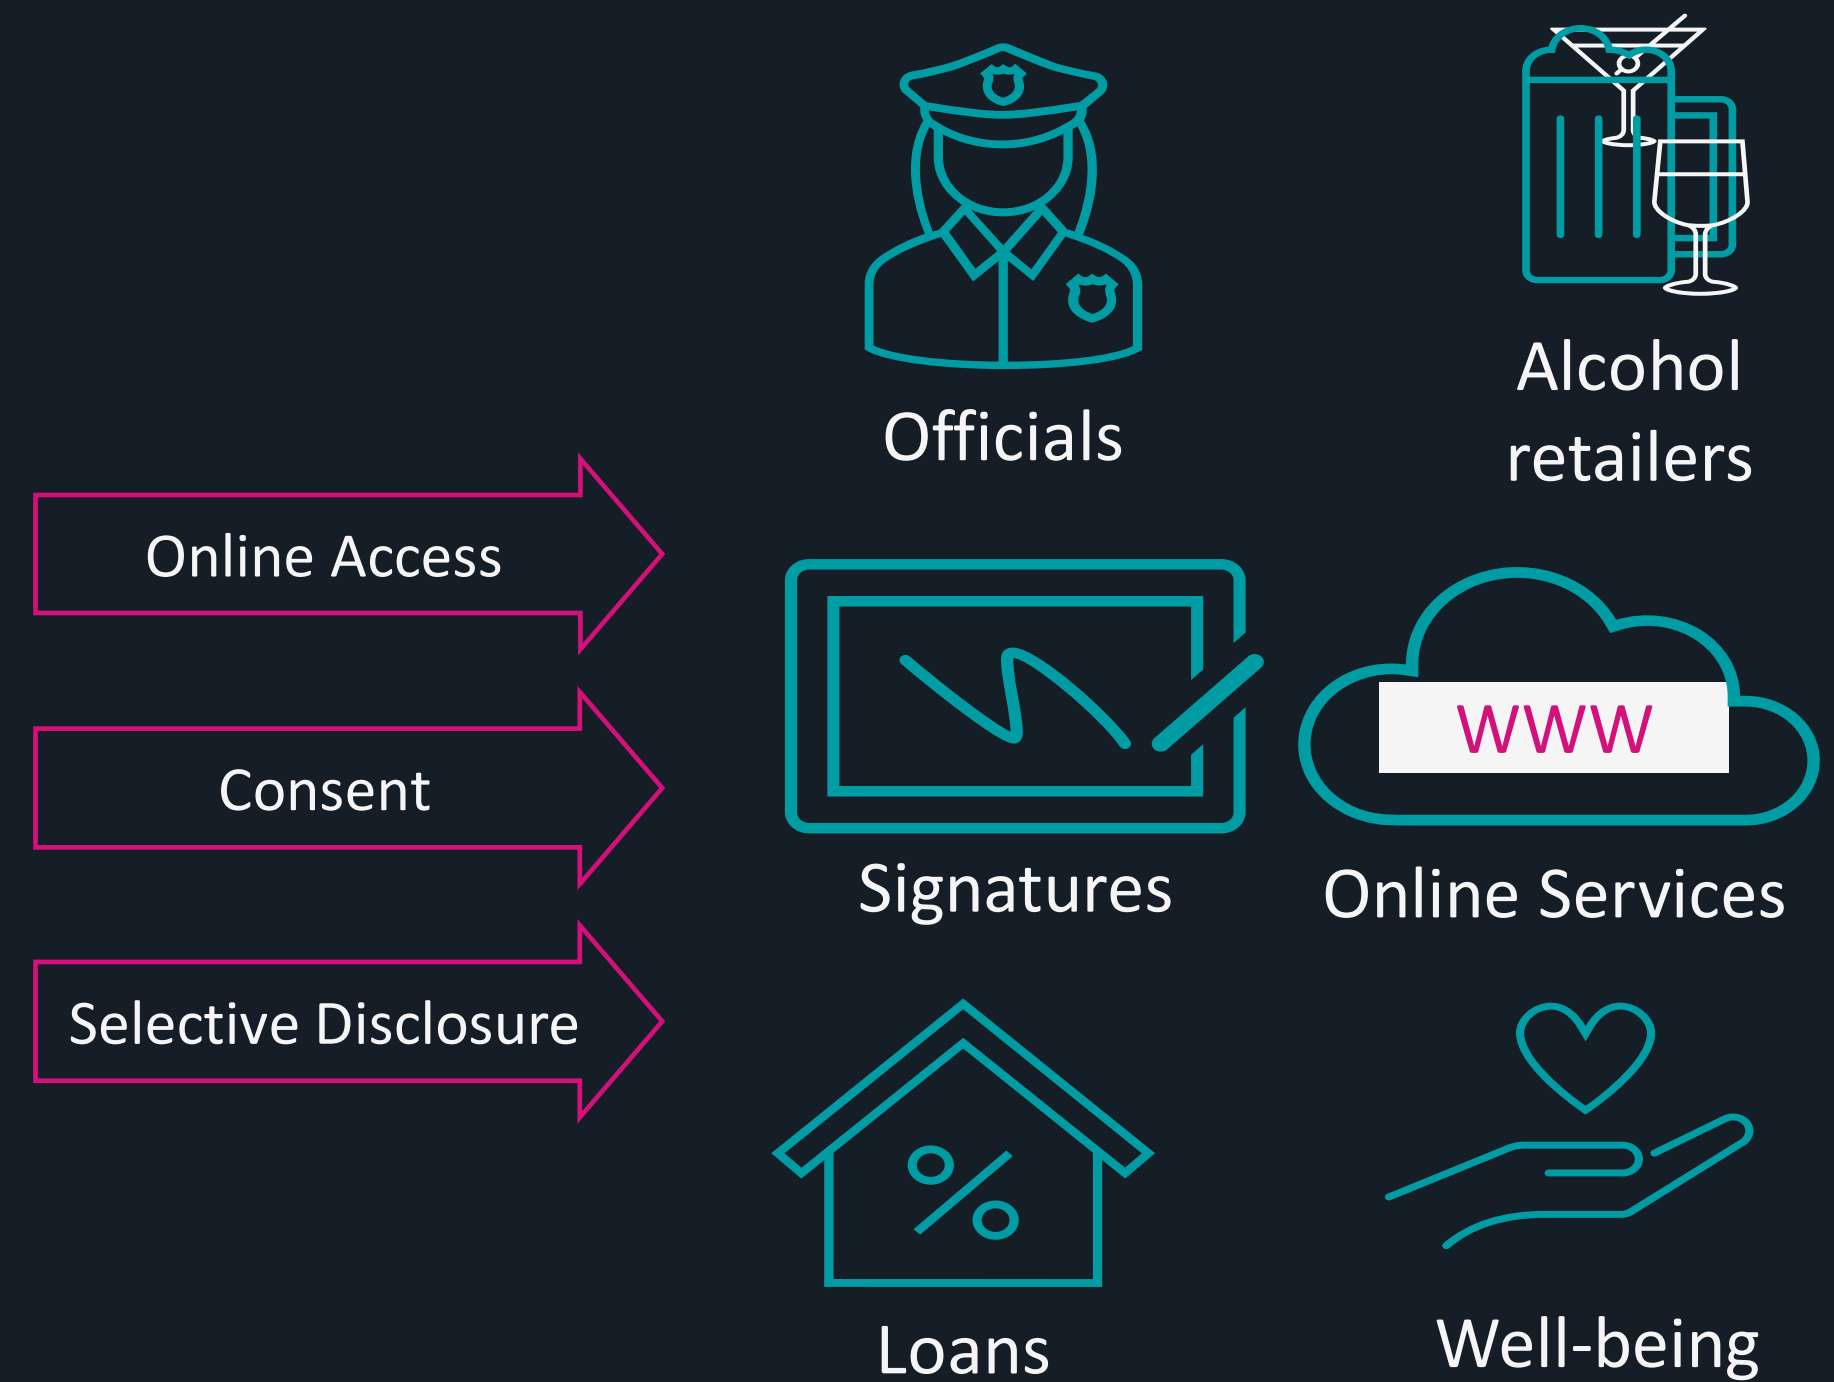 Officials
Alcohol
retailers
Online Access
Consent
Selective Disclosure
Signatures
WWW
Online Services
Loans
Well-being